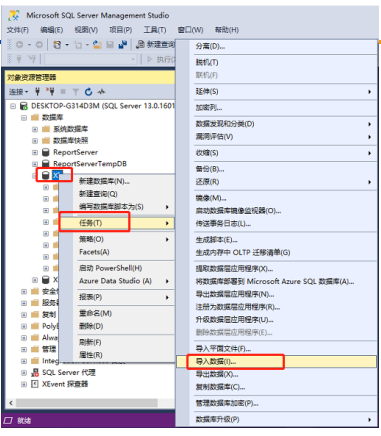 Microsoft SQL Server Management Studio
文件(F) 编辑(E) 视图(V) 项目(P) 工具(T) 窗口(W) 帮助(H)
新建查询
执行
对象资源管理器
连接
DESKTOP-G314D3M (SQL Server 13.0.1601
数据库
系统数据库
数据库快照
ReportServer
ReportServerTempDB
X
安全
服务器
复制
PolyB
Alwa
管理
Integ
SQL Server 代理
XEvent 探查器
就绪
新建数据库(N)...
新建查询(Q)
编写数据库脚本为(S)
任务(T)
策略(O)
Facets(A)
启动 PowerShell(H)
Azure Data Studio (A)
报表(P)
重命名(M)
删除(D)
刷新(F)
属性(R)
分离(D)...
脱机(T)
联机(F)
延伸(S)
加密列...
数据发现和分类(D)
漏洞评估(V)
收缩(S)
备份(B)...
还原(R)
镜像(M)...
启动数据库镜像监视器(O)...
传送事务日志(L)...
生成脚本(E)...
生成内存中 OLTP 迁移清单(G)
提取数据层应用程序(X)...
将数据库部署到 Microsoft Azure SQL 数据库(A)...
导出数据层应用程序(N)...
注册为数据层应用程序(R)...
升级数据层应用程序(U)...
删除数据层应用程序(E)...
导入平面文件(F)...
导入数据(I)...
导出数据(X)...
复制数据库(C)...
管理数据库加密(P)...
数据库升级(P)